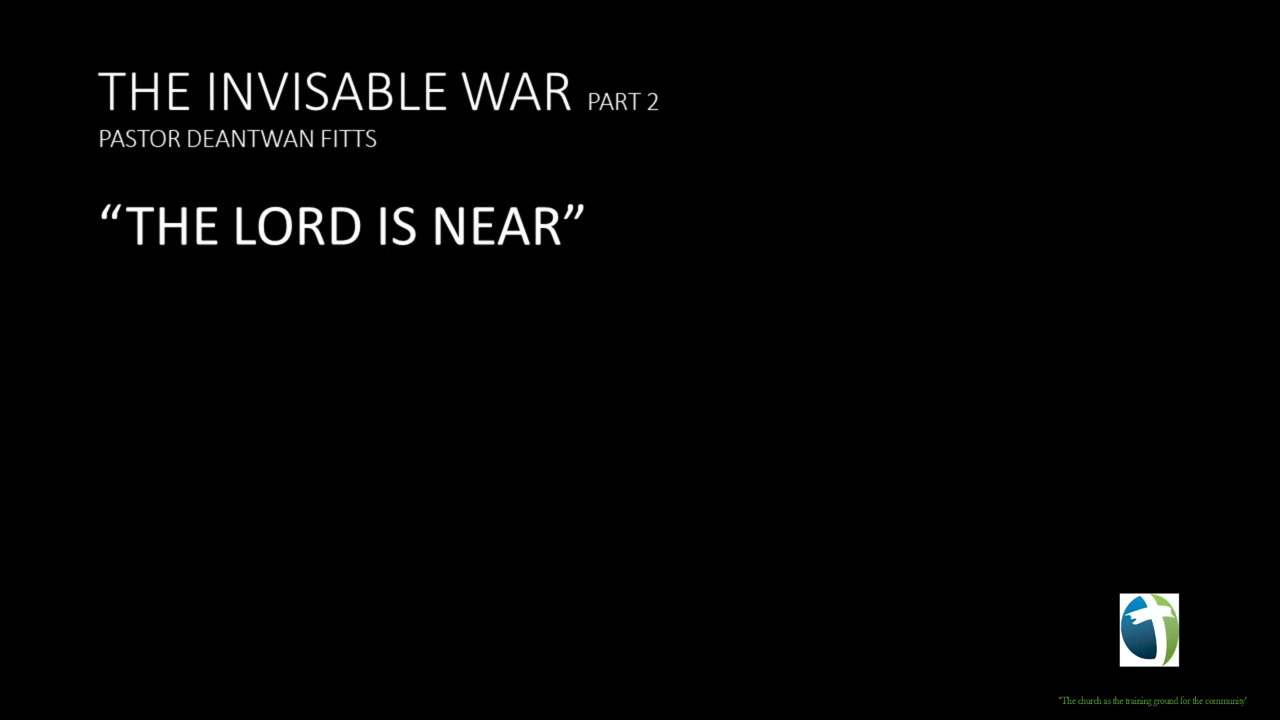 THE INVISABLE WAR PART 2
PASTOR DEANTWAN FITTS
“THE LORD IS NEAR”
"The church as the training ground for the community"